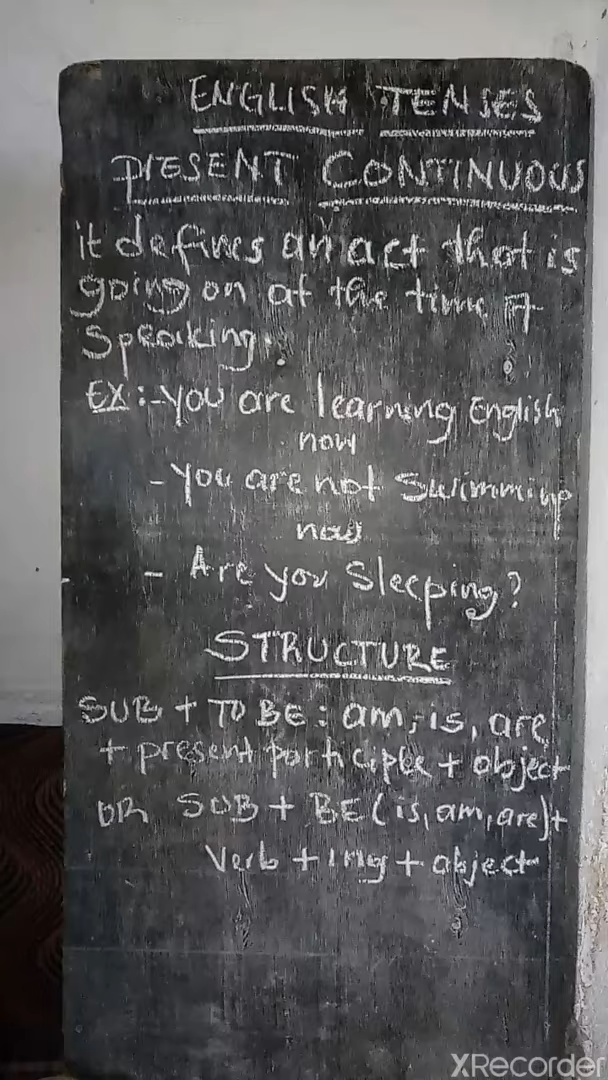 ENGLISH TENSES
PRESENT CONTINUOUS
it defines an act that is
going on at the time of
Speaking.
EX:-You are learning English
now
-You are not Swimming
now
- Are you Sleeping?
STRUCTURE
SUB + TO BE: am, is, are
+ present participle + object
OR SUB + BE (is, am, are)+
Verb + ing + object
XRecorder